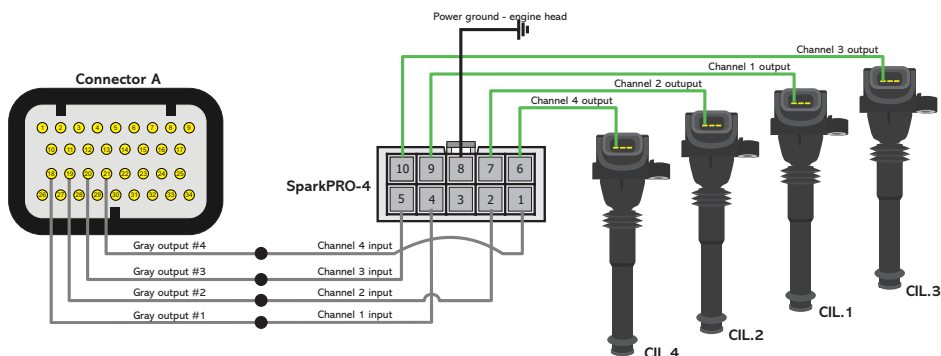 Power ground - engine head
Channel 3 output
Connector A
Channel 1 output
Channel 2 outuput
Channel 4 output
1 2 3 4 5 6 7 8 9
10 11 12 13 14 15 16 17
18 19 20 21 22 23 24 25
26 27 28 29 30 31 32 33 34
SparkPRO-4
10 9 8 7 6
5 4 3 2 1
Gray output #4 Channel 4 input
Gray output #3 Channel 3 input
Gray output #2 Channel 2 input
Gray output #1 Channel 1 input
CIL.3
CIL.1
CIL.2
CIL.4